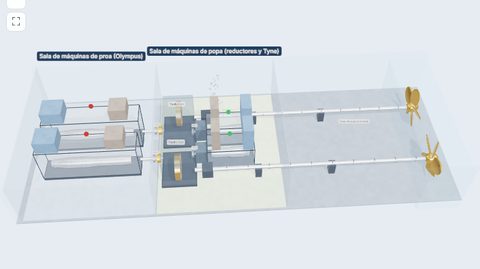 Sala de máquinas de proa (Olympus)
Sala de máquinas de popa (reductores y Tyne)